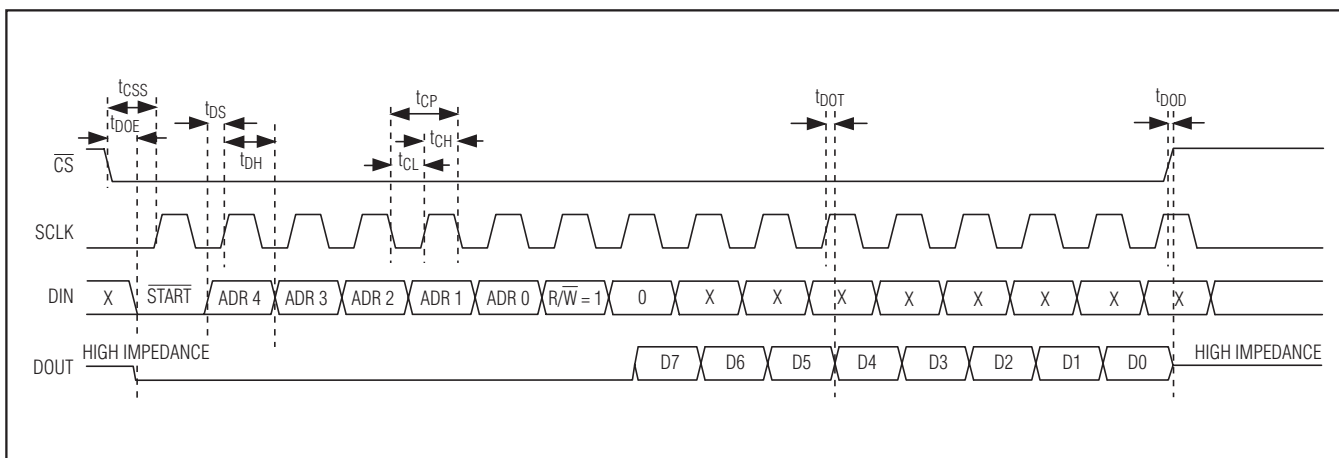 tCSS
tDS
tCP
tDOT
tDOD
tDOE
tCH
tDH
tCL
CS
SCLK
DIN X START ADR 4 ADR 3 ADR 2 ADR 1 ADR 0 R/W = 1 0 X X X X X X X X
HIGH IMPEDANCE
DOUT D7 D6 D5 D4 D3 D2 D1 D0 HIGH IMPEDANCE